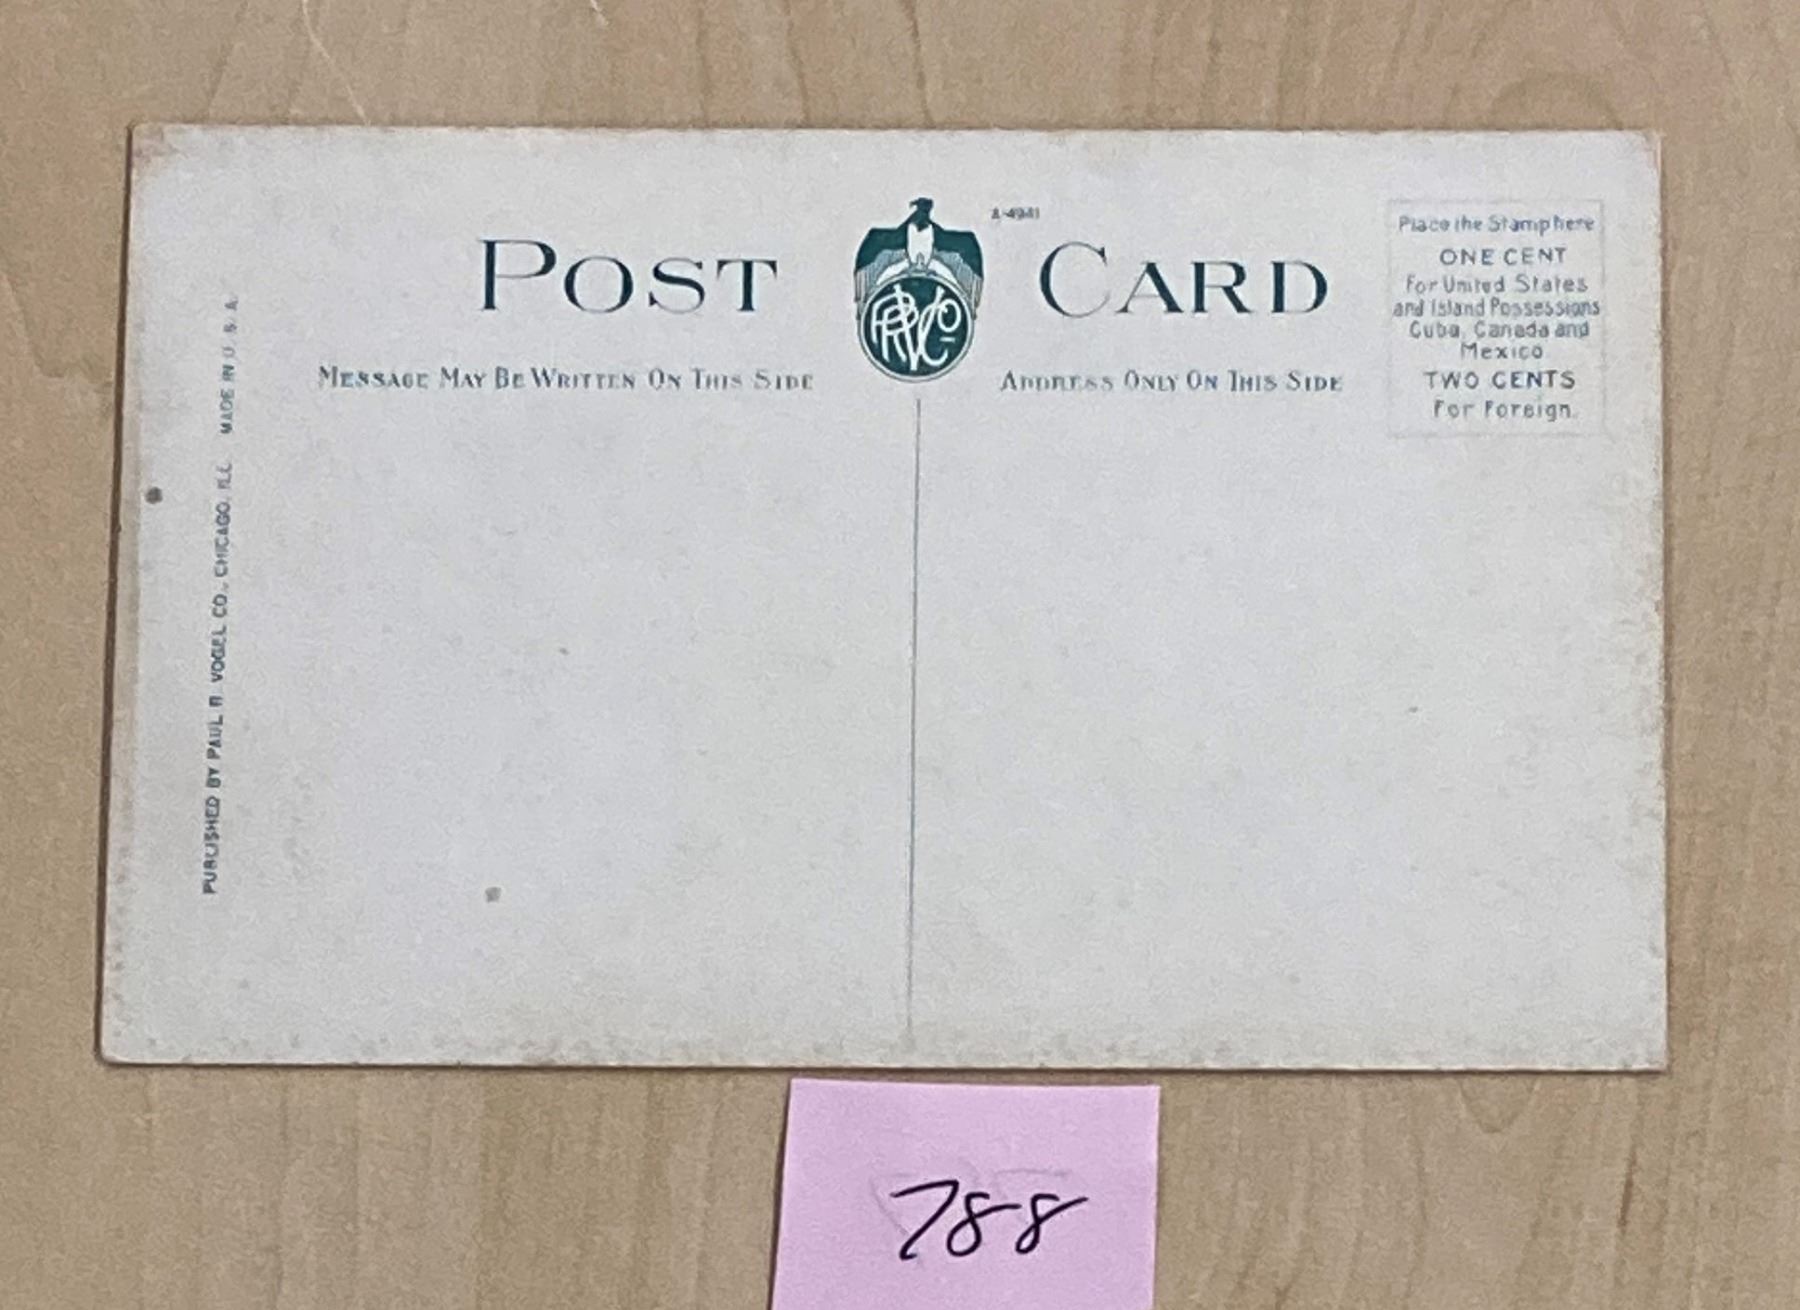 POST CARD
A-4941
MESSAGE MAY BE WRITTEN ON THIS SIDE
ADDRESS ONLY ON THIS SIDE
Place the Stamp here
ONE CENT
For United States
and Island Possessions
Cuba, Canada and
Mexico
TWO CENTS
For Foreign.
PUBLISHED BY PAUL R VOGEL CO., CHICAGO, ILL. MADE IN U. S. A.
788